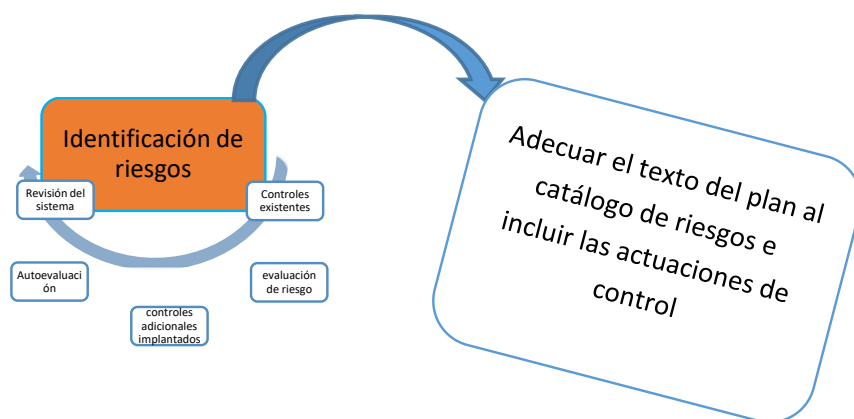 Identificación de
riesgos
Revisión del
sistema
Controles
existentes
Autoevaluaci
ón
evaluación
de riesgo
controles
adicionales
implantados
Adecuar el texto del plan al
catálogo de riesgos e
incluir las actuaciones de
control